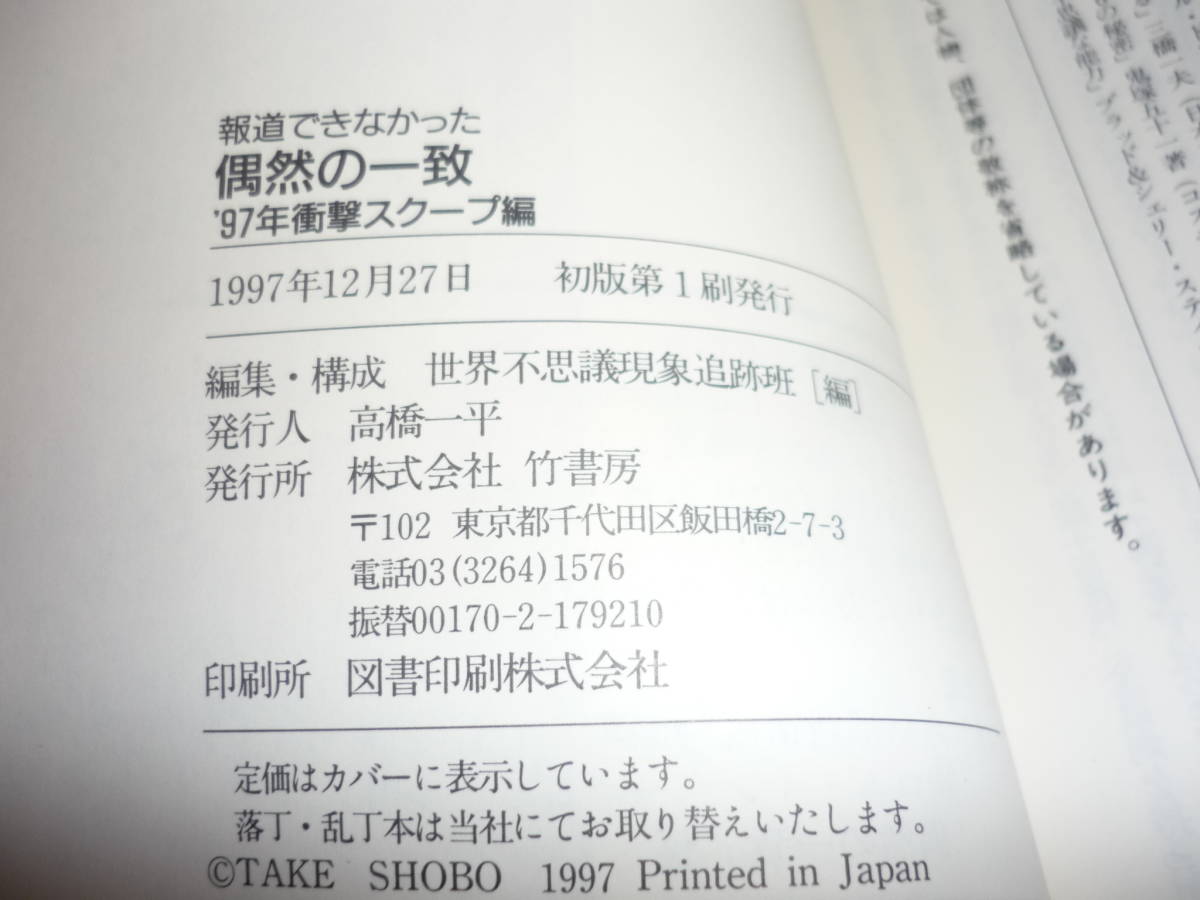 報道できなかった
偶然の一致
'97年衝撃スクープ編
1997年12月27日　初版第1刷発行
編集・構成　世界不思議現象追跡班［編］
発行人　高橋一平
発行所　株式会社 竹書房
〒102 東京都千代田区飯田橋2-7-3
電話03(3264)1576
振替00170-2-179210
印刷所　図書印刷株式会社
定価はカバーに表示しています。
落丁・乱丁本は当社にてお取り替えいたします。
©TAKE SHOBO 1997 Printed in Japan
人物、団体等の敬称を省略している場合があります。